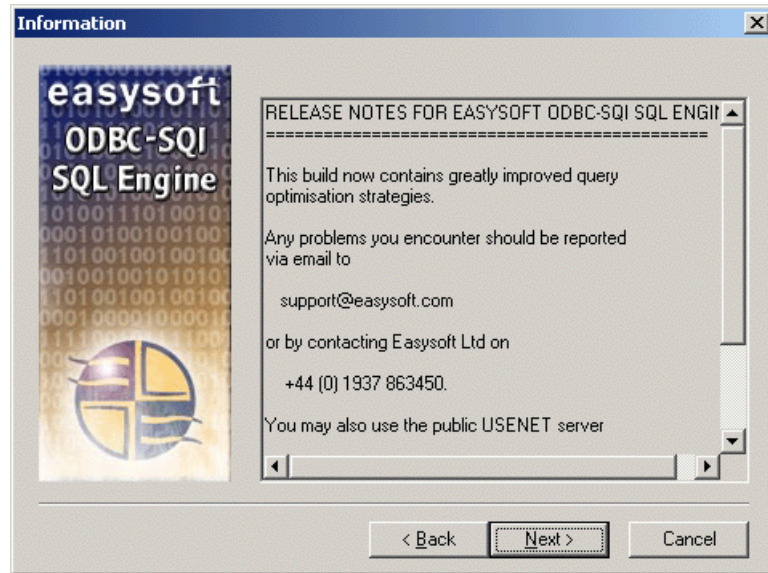 Information
easysoft
ODBC-SQI
SQL Engine
RELEASE NOTES FOR EASYSOFT ODBC-SQI SQL
==============================================
This build now contains greatly improved query
optimisation strategies.
Any problems you encounter should be reported
via email to
support@easysoft.com
or by contacting Easysoft Ltd on
+44 (0) 1937 863450.
You may also use the public USENET server
< Back
Next >
Cancel